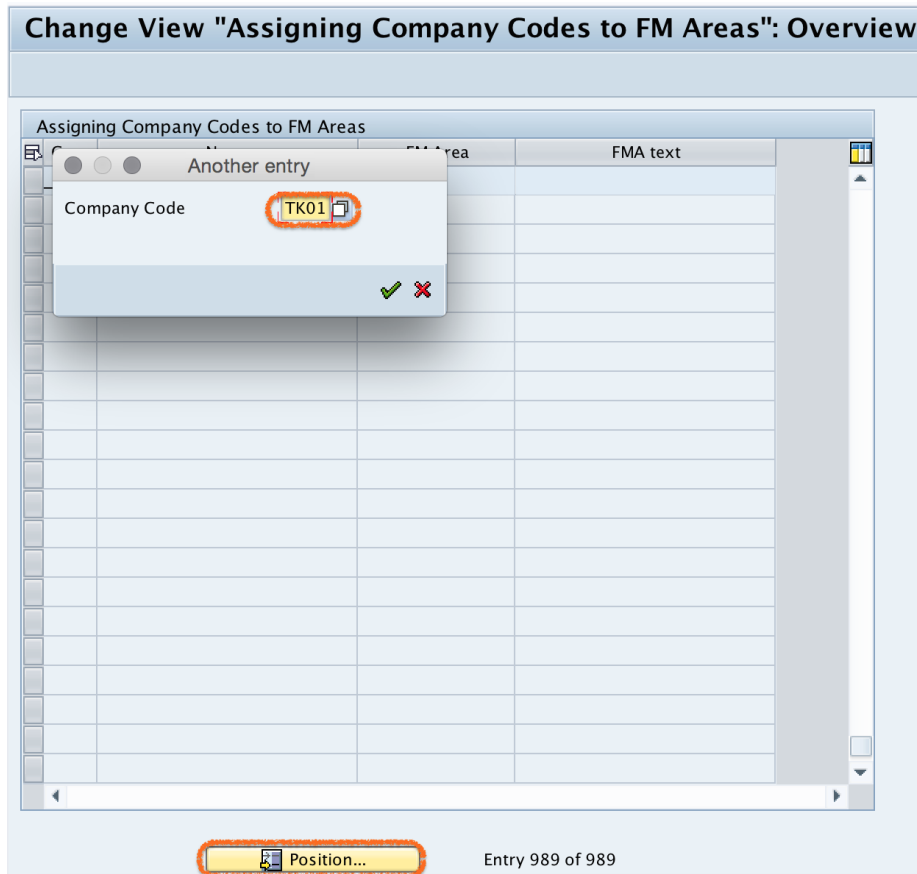 Change View "Assigning Company Codes to FM Areas": Overview
Assigning Company Codes to FM Areas
Area
FMA text
Another entry
Company Code TK01
Position... Entry 989 of 989